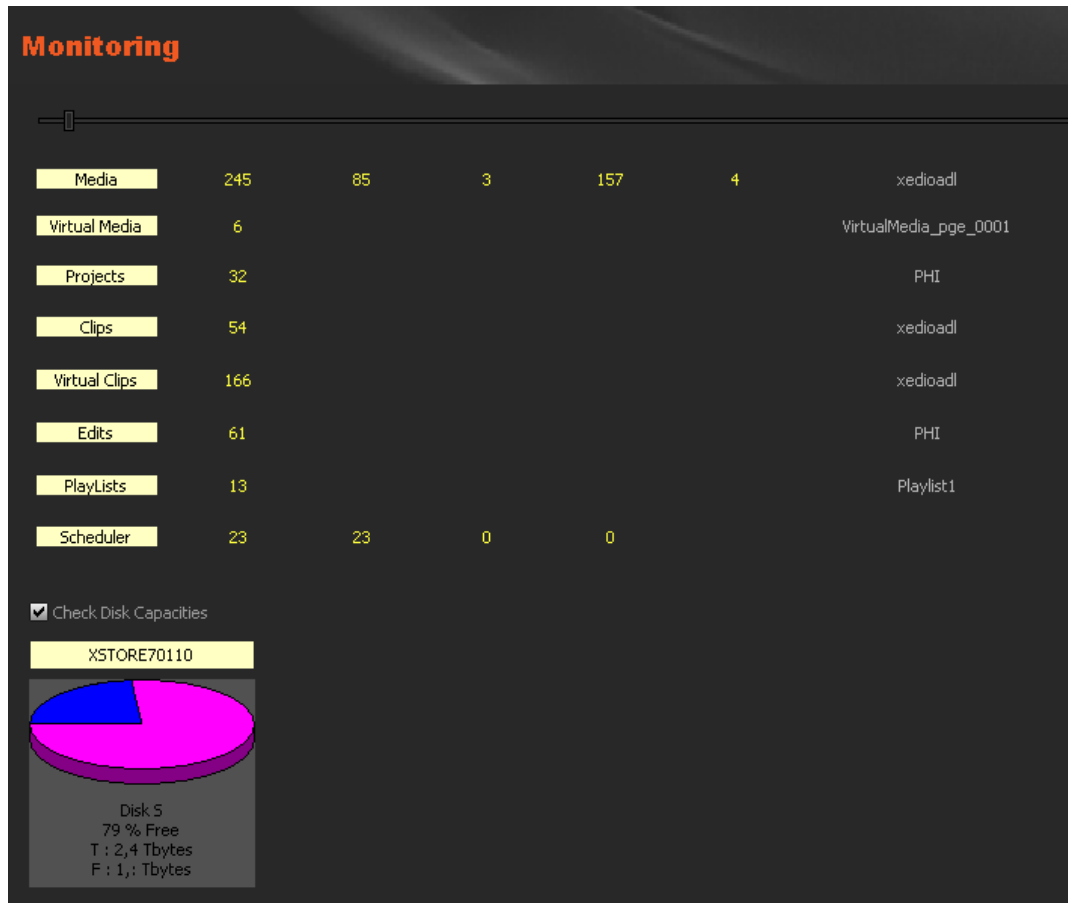 Monitoring
Media 245 85 3 157 4 xedioadl
Virtual Media 6 VirtualMedia_pge_0001
Projects 32 PHI
Clips 54 xedioadl
Virtual Clips 166 xedioadl
Edits 61 PHI
PlayLists 13 Playlist1
Scheduler 23 23 0 0
Check Disk Capacities
XSTORE70110
Disk S
79 % Free
T : 2,4 Tbytes
F : 1,: Tbytes